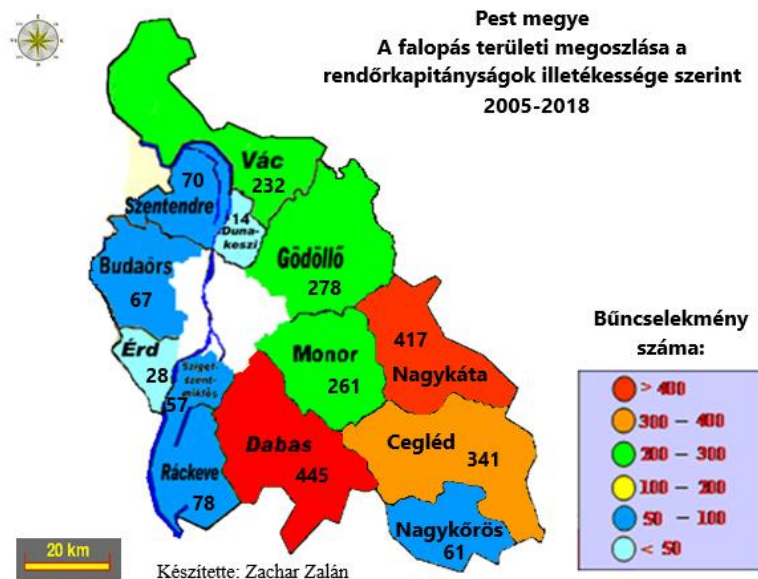 Pest megye
A falopás területi megoszlása a
rendőrkapitányságok illetékessége szerint
2005-2018
Vác
232
70
Szentendre
14
Duna-
keszi
Gödöllő
278
Budaörs
67
417
Nagykáta
Érd
28
Monor
261
Sziget-
szent-
miklós
57
Dabas
445
Cegléd
341
Ráckeve
78
Nagykőrös
61
Bűncselekmény
száma:
> 400
300 – 400
200 – 300
100 – 200
50 – 100
< 50
20 km
Készítette: Zachar Zalán